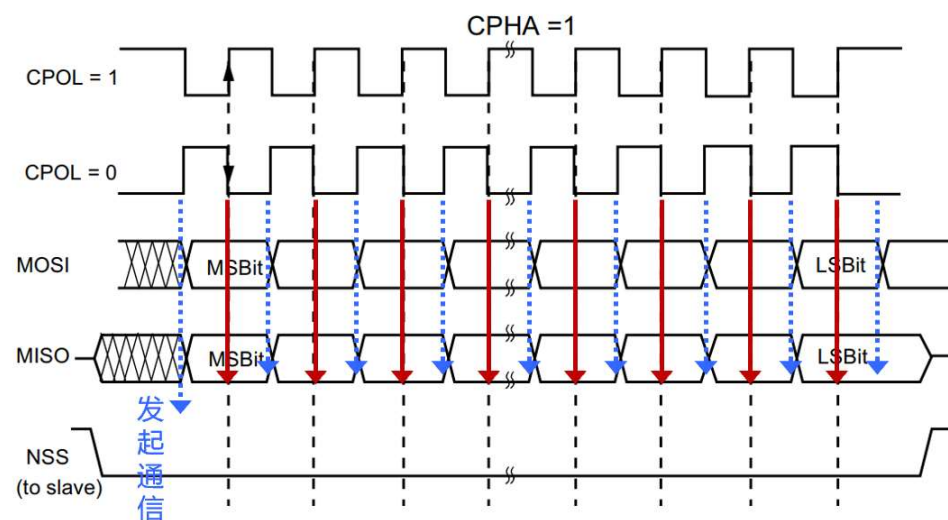 CPHA =1
CPOL = 1
CPOL = 0
MOSI
MSBit
LSBit
MISO
MSBit
LSBit
发
起
通
信
NSS
(to slave)